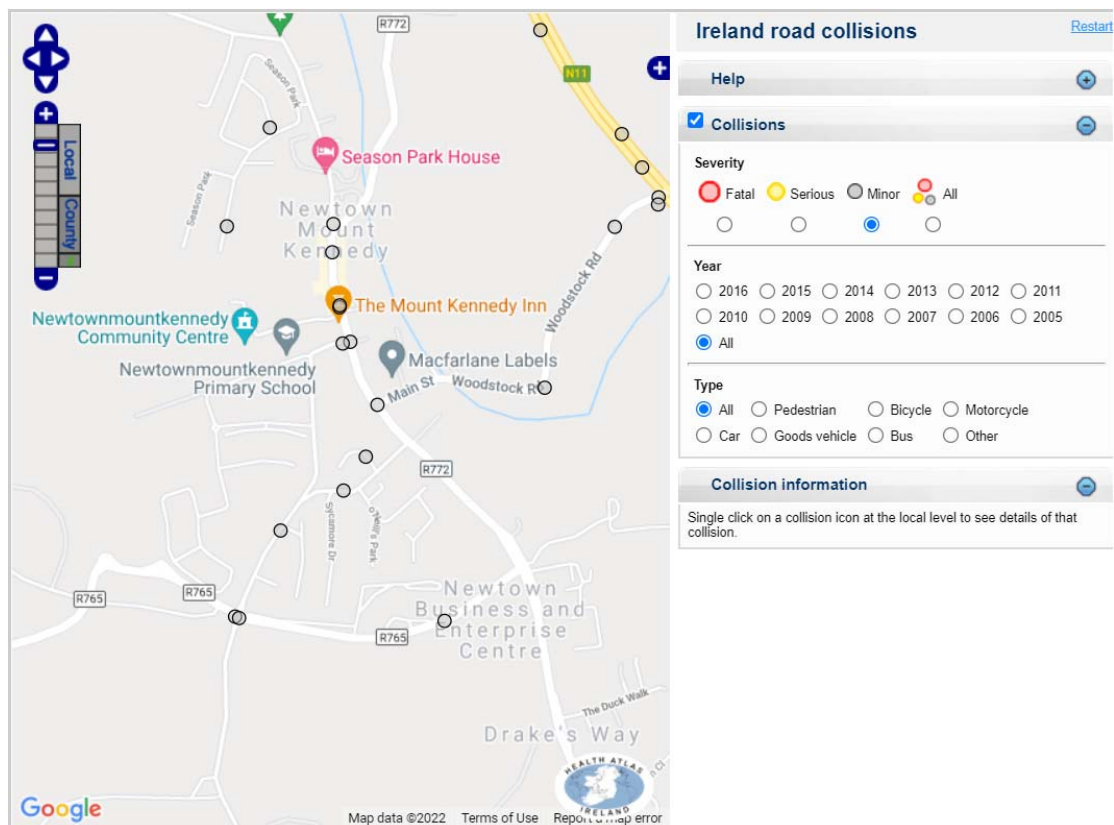 R772
N11
Season Park
Season Park House
Season Park
Newtown
Mount
Kennedy
Local
County
Woodstock Rd
The Mount Kennedy Inn
Newtownmountkennedy
Community Centre
Newtownmountkennedy
Primary School
Macfarlane Labels
Main St
Woodstock Rd
R772
Sycamore Dr
O'Neill's Park
R765
R765
R765
Newtown
Business and
Enterprise
Centre
The Duck Walk
Drake's Way
HEALTH ATLAS
IRELAND
Google
Map data ©2022 Terms of Use Report a map error
Ireland road collisions
Restart
Help
Collisions
Severity
Fatal Serious Minor All
Year
2016 2015 2014 2013 2012 2011
2010 2009 2008 2007 2006 2005
All
Type
All Pedestrian Bicycle Motorcycle
Car Goods vehicle Bus Other
Collision information
Single click on a collision icon at the local level to see details of that
collision.